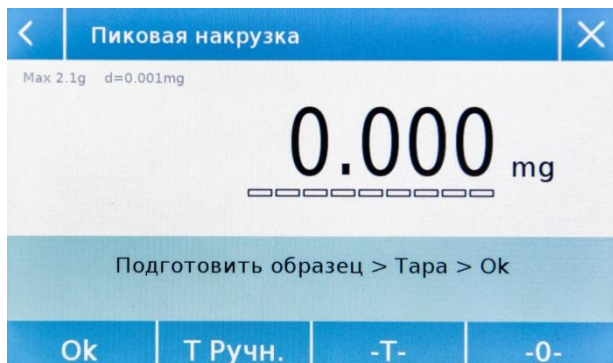 Пиковая накрузка
Max 2.1g d=0.001mg
0.000 mg
Подготовить образец > Тара > Ok
Ok Т Ручн. -T- -0-